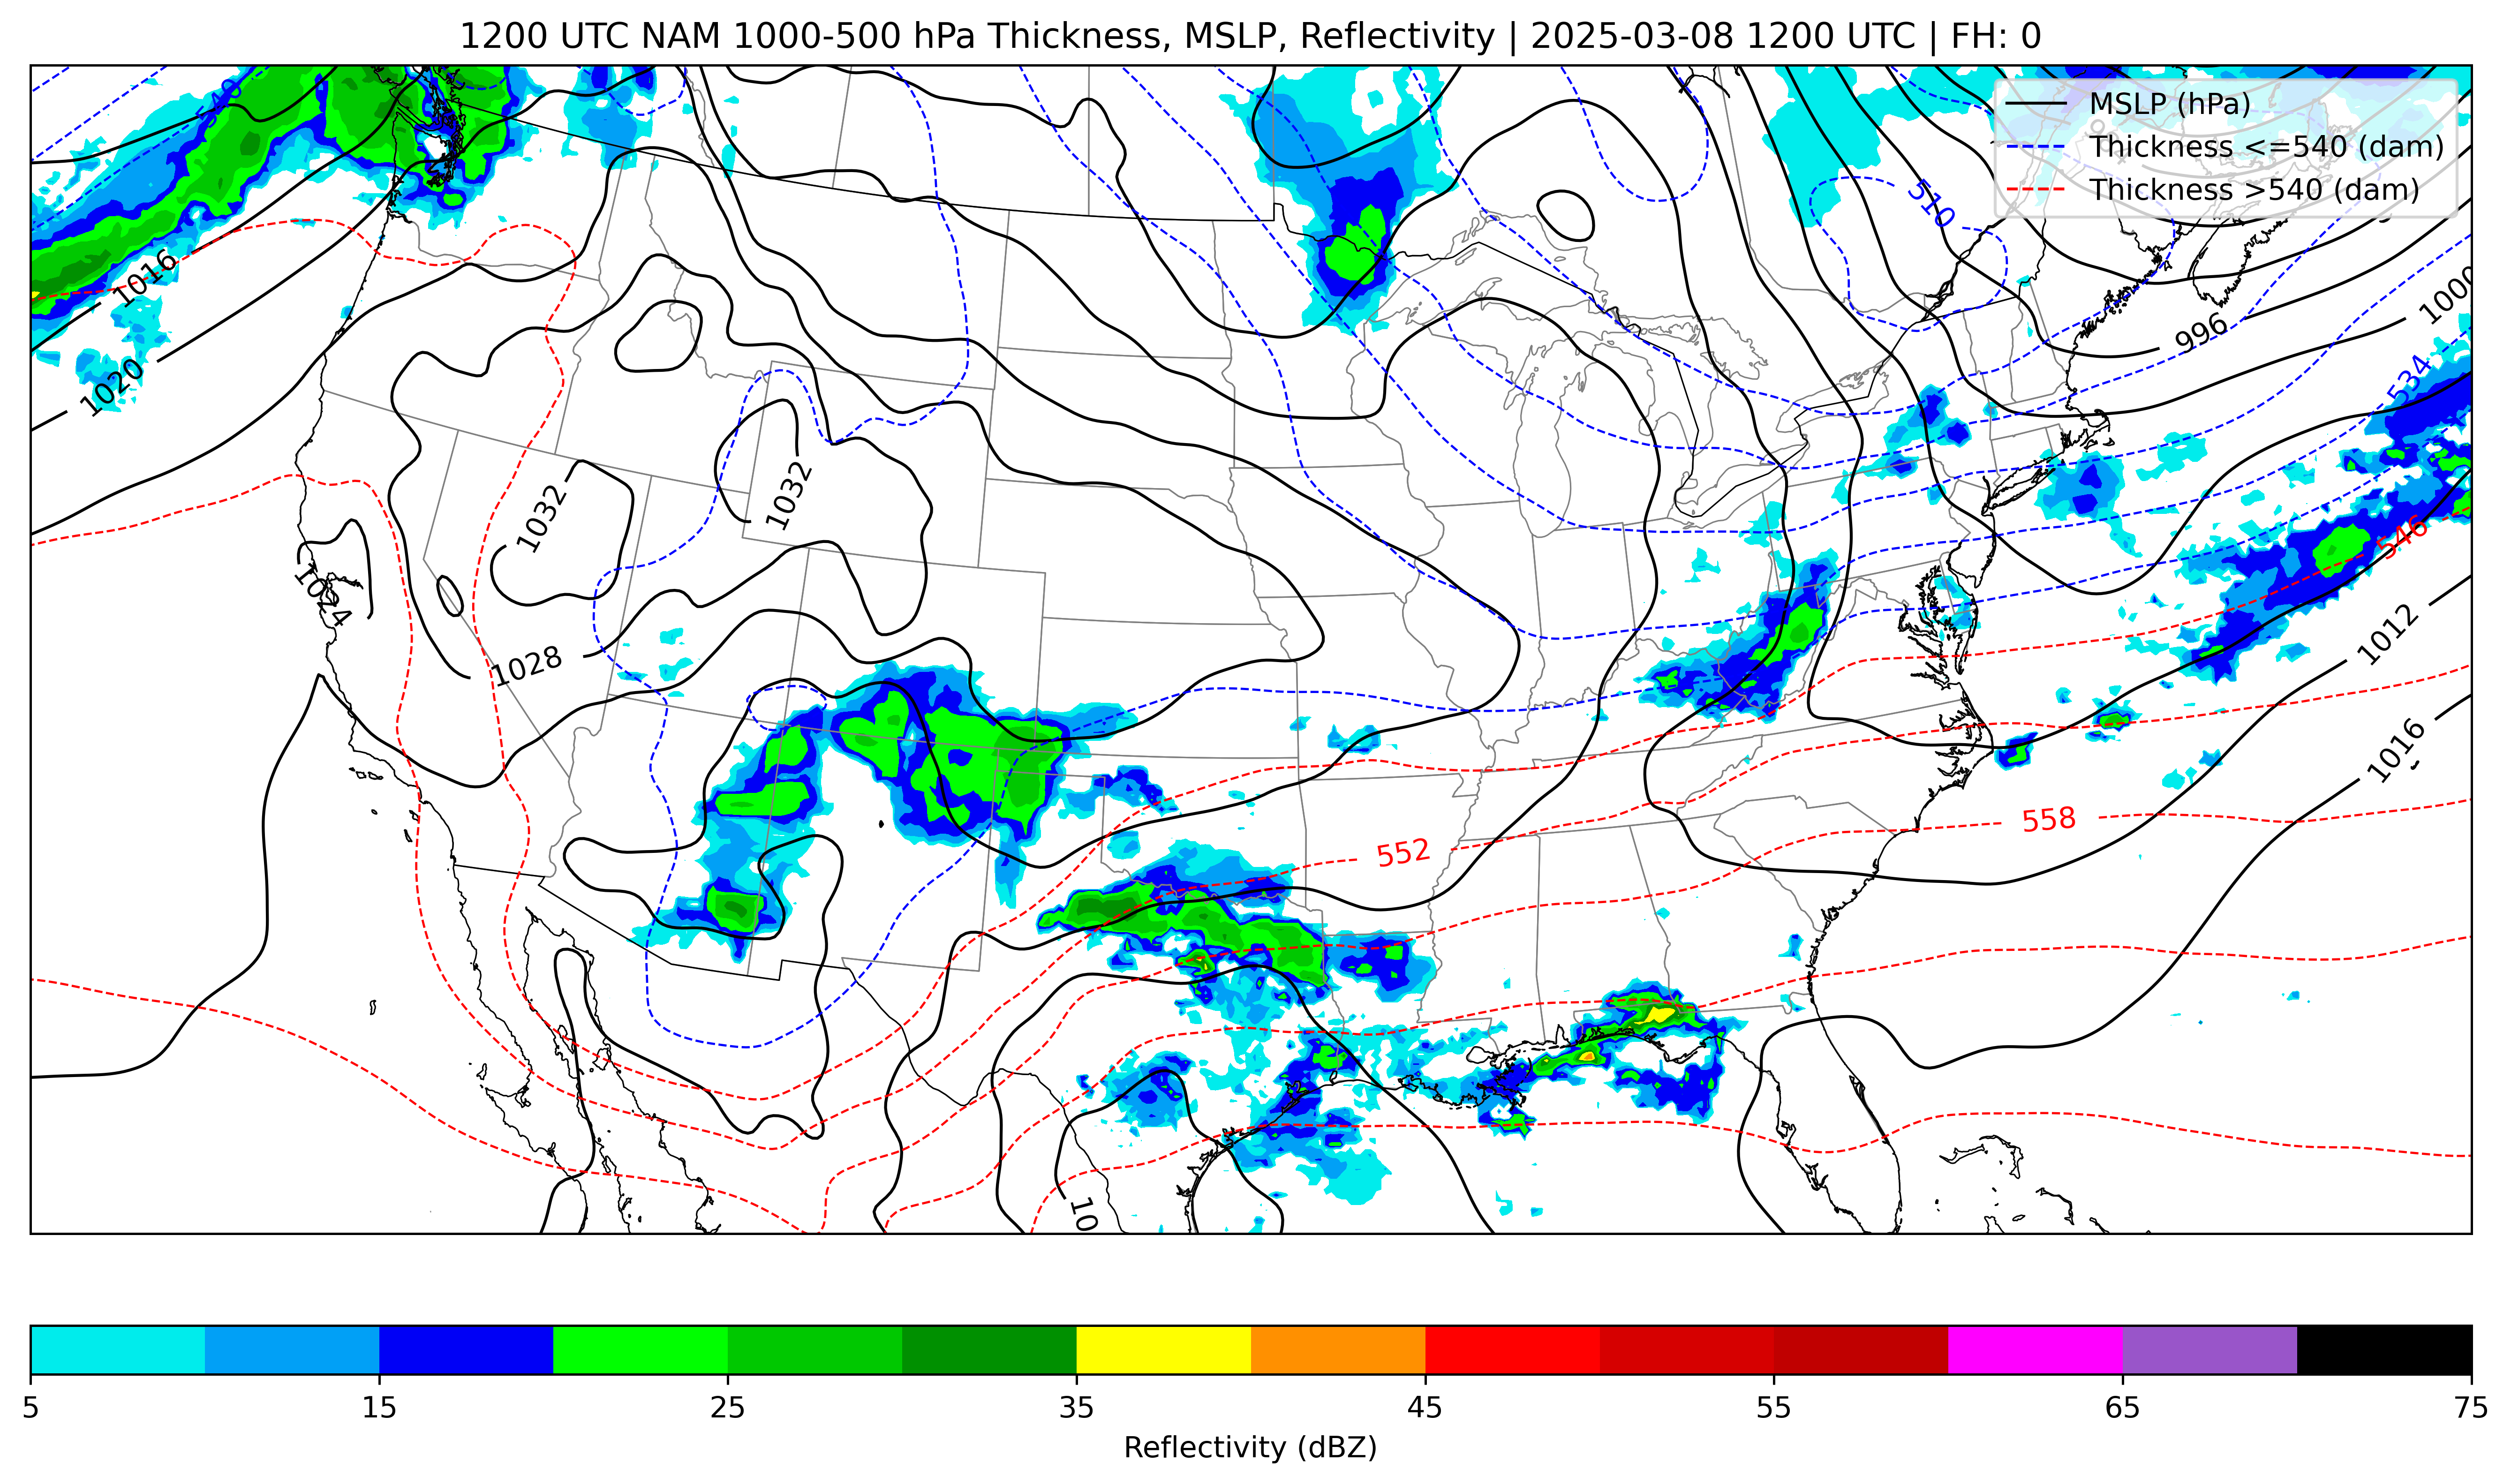 1200 UTC NAM 1000-500 hPa Thickness, MSLP, Reflectivity | 2025-03-08 1200 UTC | FH: 0
MSLP (hPa)
Thickness <=540 (dam)
Thickness >540 (dam)
510
1016
1000
996
1020
534
1032
1032
546
1024
1012
1028
1016
558
552
10
5 15 25 35 45 55 65 75
Reflectivity (dBZ)